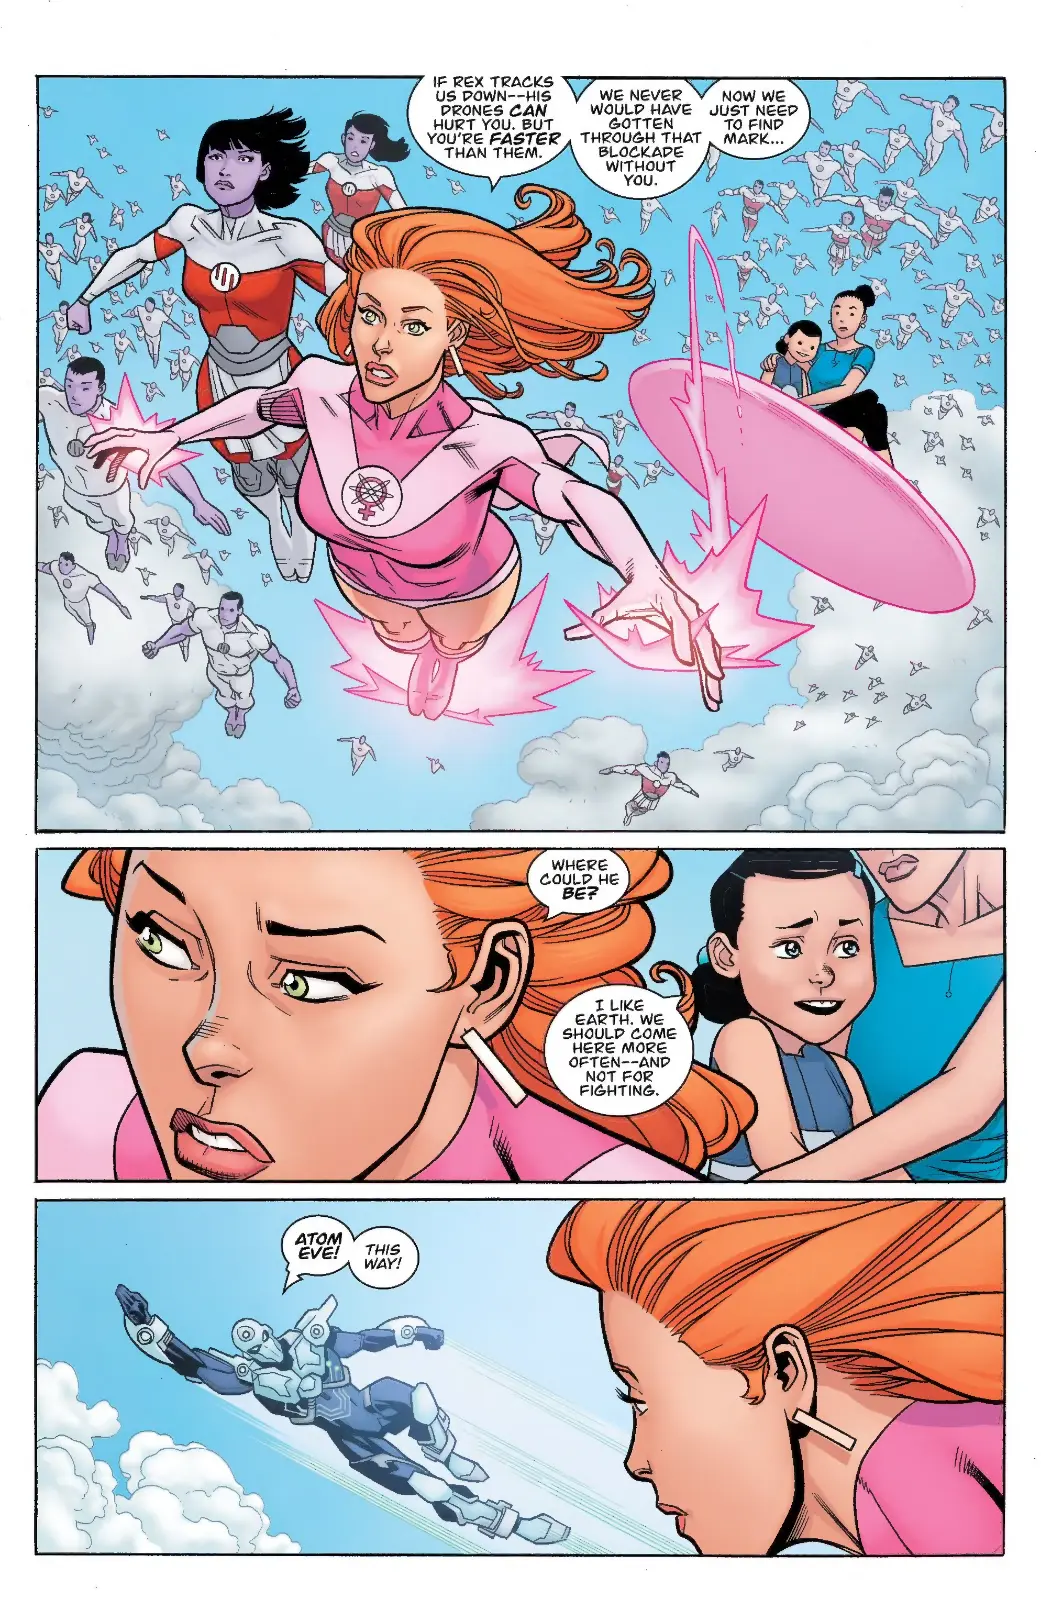 IF REX TRACKS
US DOWN--HIS
DRONES CAN
HURT YOU. BUT
YOU'RE FASTER
THAN THEM.
WE NEVER
WOULD HAVE
GOTTEN
THROUGH THAT
BLOCKADE
WITHOUT
YOU.
NOW WE
JUST NEED
TO FIND
MARK...
WHERE
COULD HE
BE?
I LIKE
EARTH. WE
SHOULD COME
HERE MORE
OFTEN--AND
NOT FOR
FIGHTING.
ATOM
EVE!
THIS
WAY!